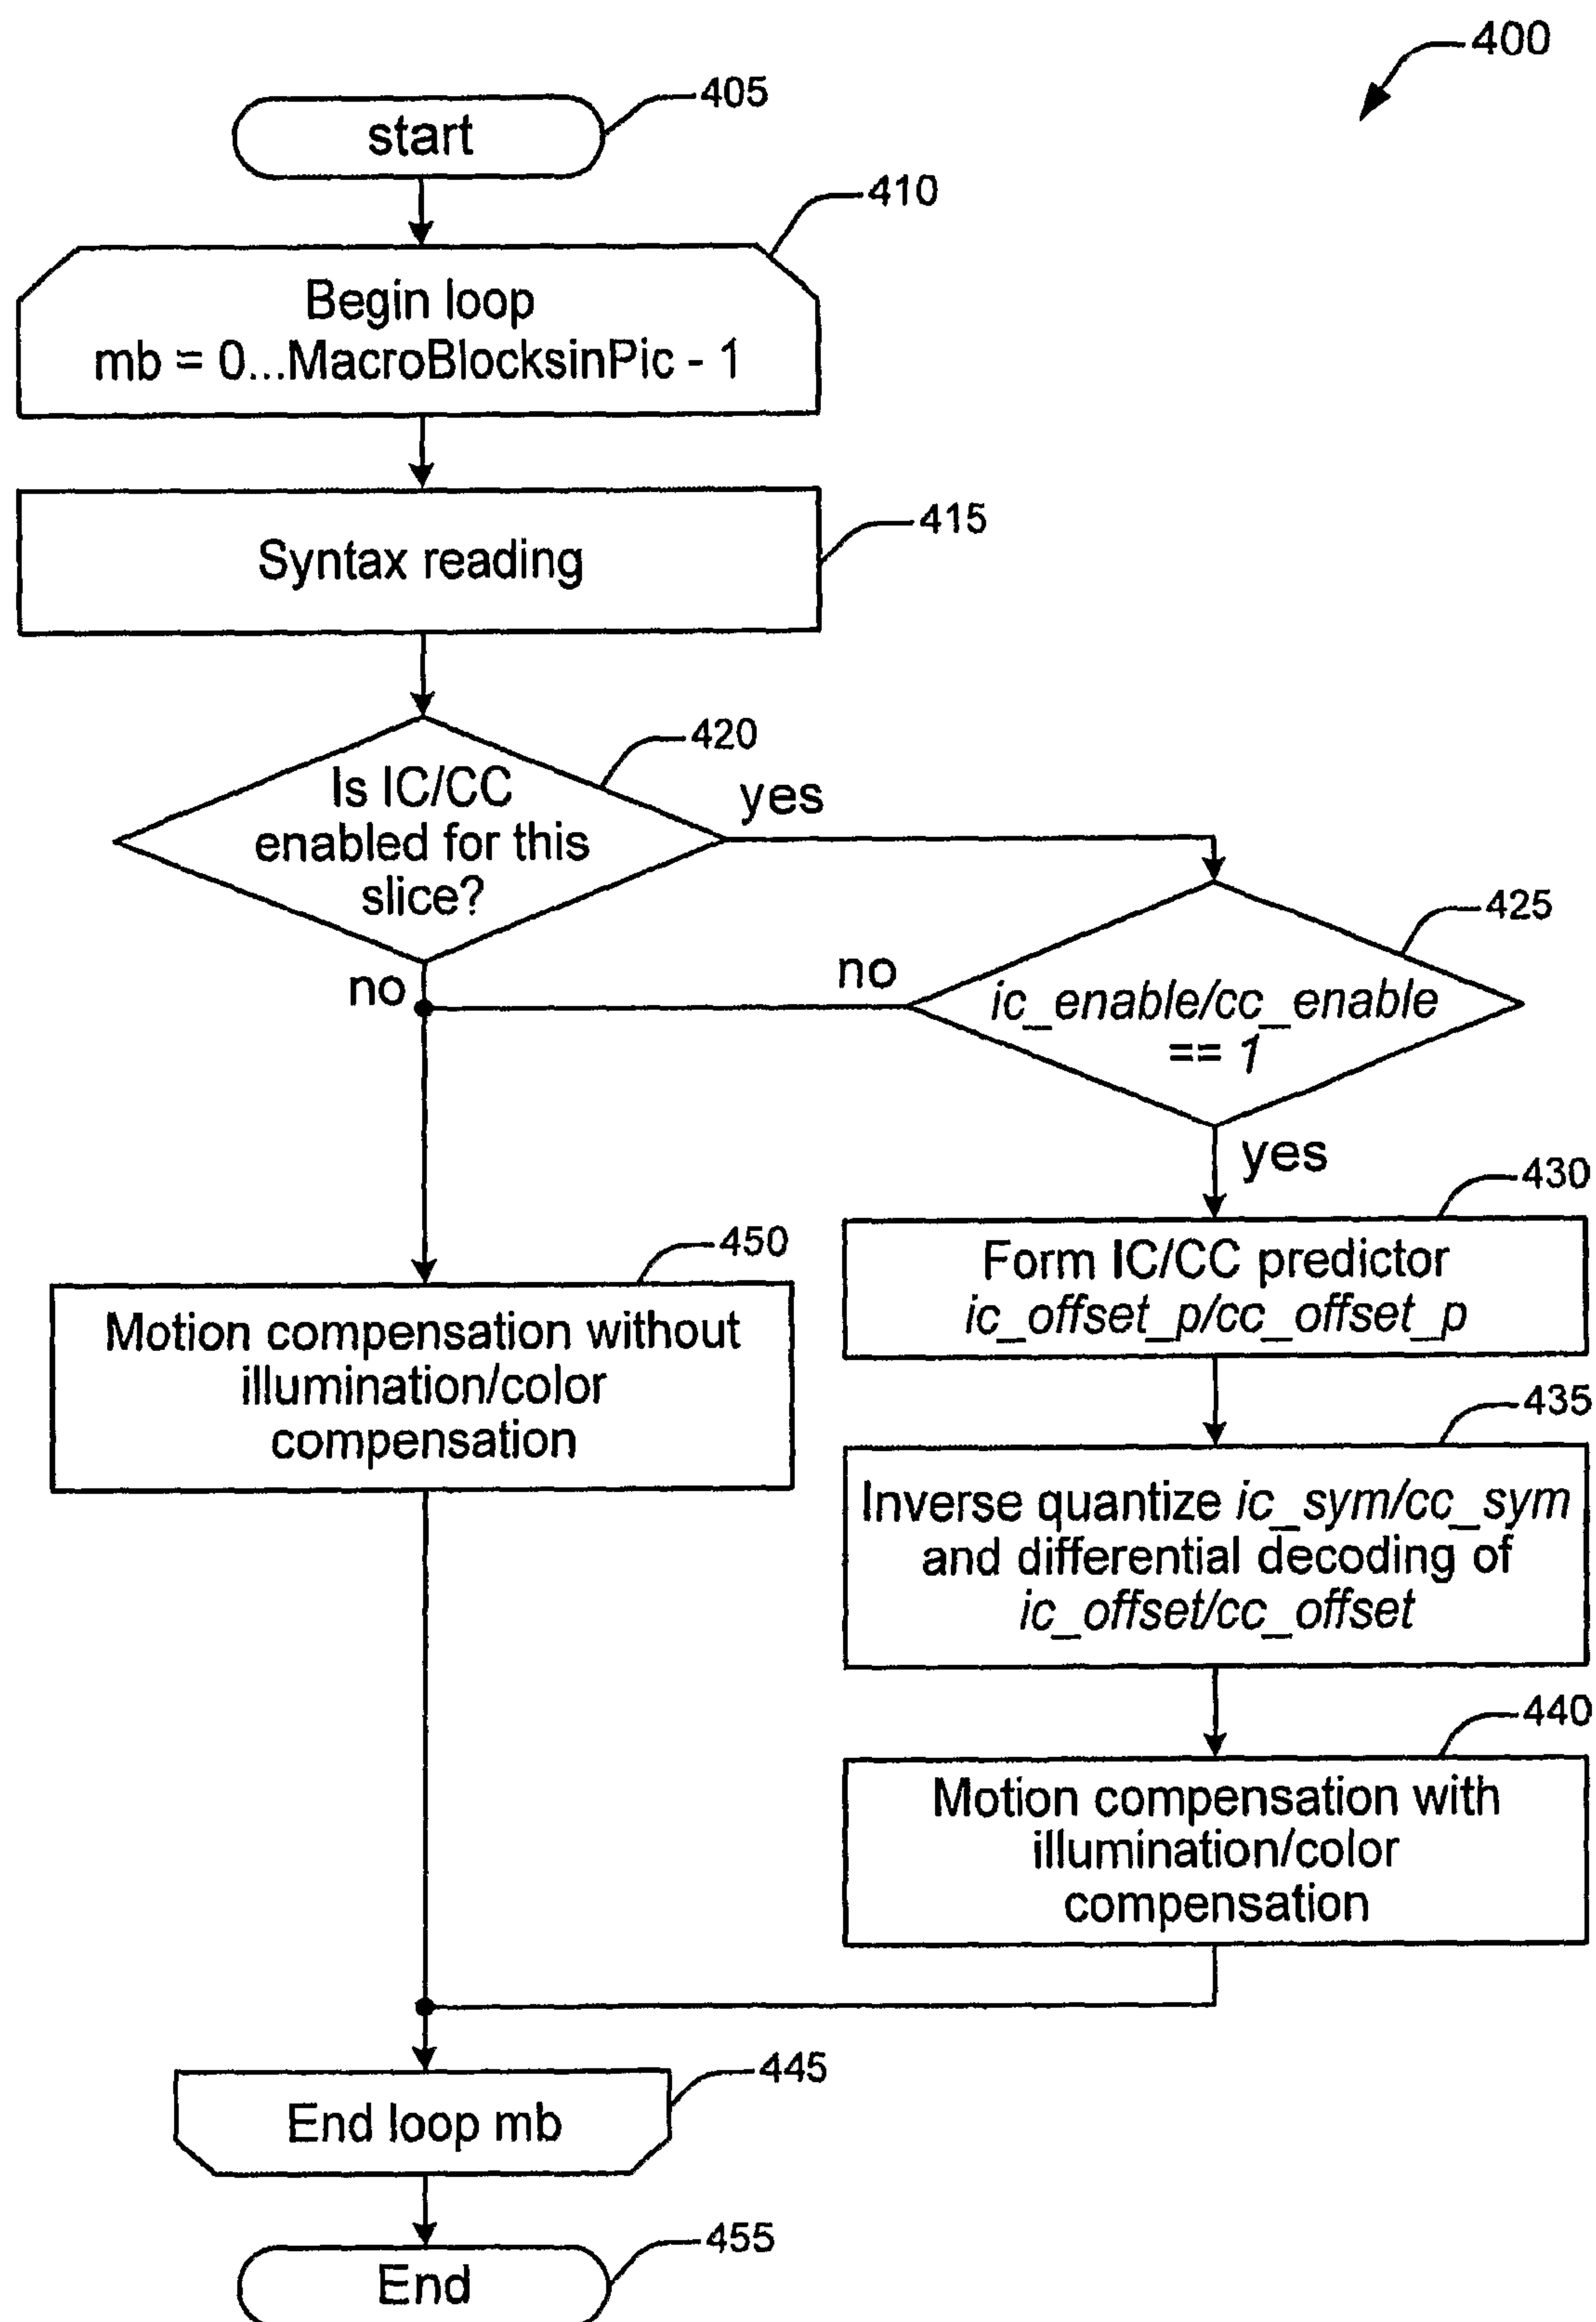 400
405
start
410
Begin loop
mb = 0...MacroBlocksinPic - 1
415
Syntax reading
420
Is IC/CC
enabled for this
slice?
yes
425
no
no
ic_enable/cc_enable
== 1
yes
430
Form IC/CC predictor
ic_offset_p/cc_offset_p
450
Motion compensation without
illumination/color
compensation
435
Inverse quantize ic_sym/cc_sym
and differential decoding of
ic_offset/cc_offset
440
Motion compensation with
illumination/color
compensation
445
End loop mb
455
End